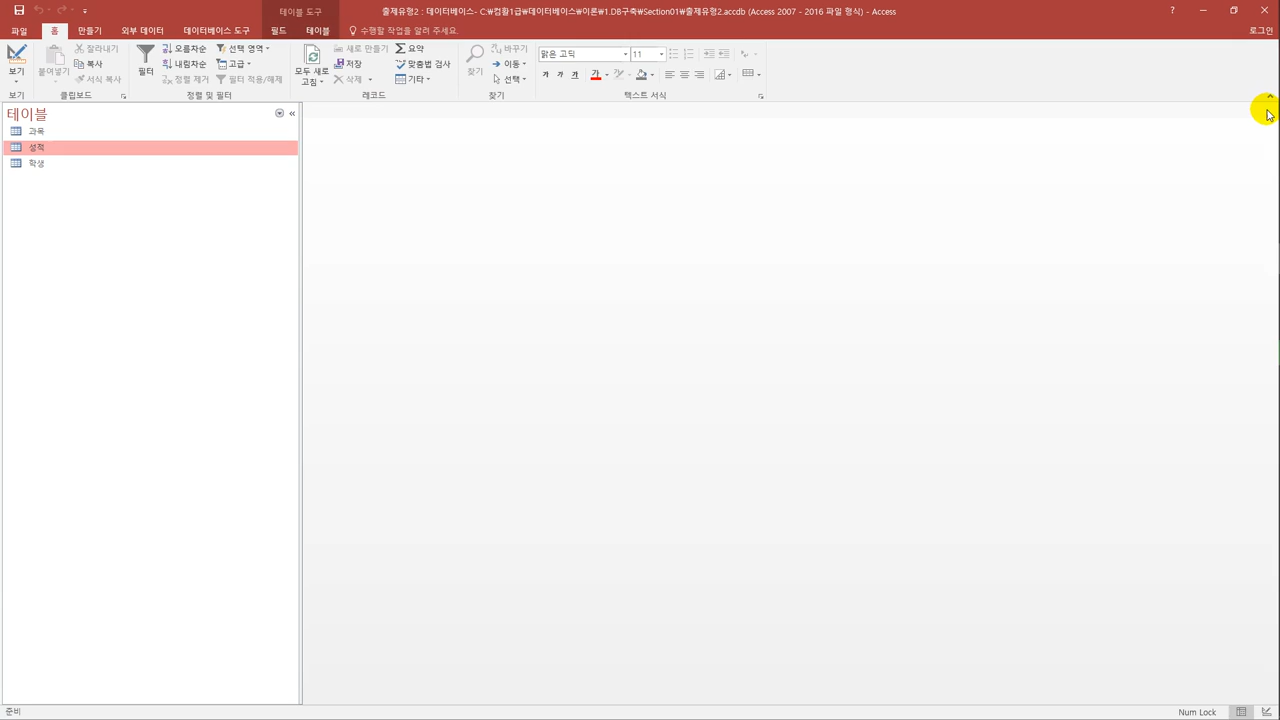 테이블 도구
출제유형2 : 데이터베이스- C:₩컴활1급₩데이터베이스₩이론₩1.DB구축₩Section01₩출제유형2.accdb (Access 2007 - 2016 파일 형식) - Access
?
파일 홈 만들기 외부 데이터 데이터베이스 도구 필드 테이블 수행할 작업을 알려 주세요. 로그인
잘라내기 오름차순 선택 영역 새로 만들기 요약 바꾸기 맑은 고딕 11
보기 붙여넣기 복사 필터 내림차순 고급 모두 새로 고침 저장 맞춤법 검사 찾기 이동
서식 복사 정렬 제거 필터 적용/해제 삭제 기타 선택 가 가 가 가
보기 클립보드 정렬 및 필터 레코드 찾기 텍스트 서식
테이블
과목
성적
학생
준비 Num Lock